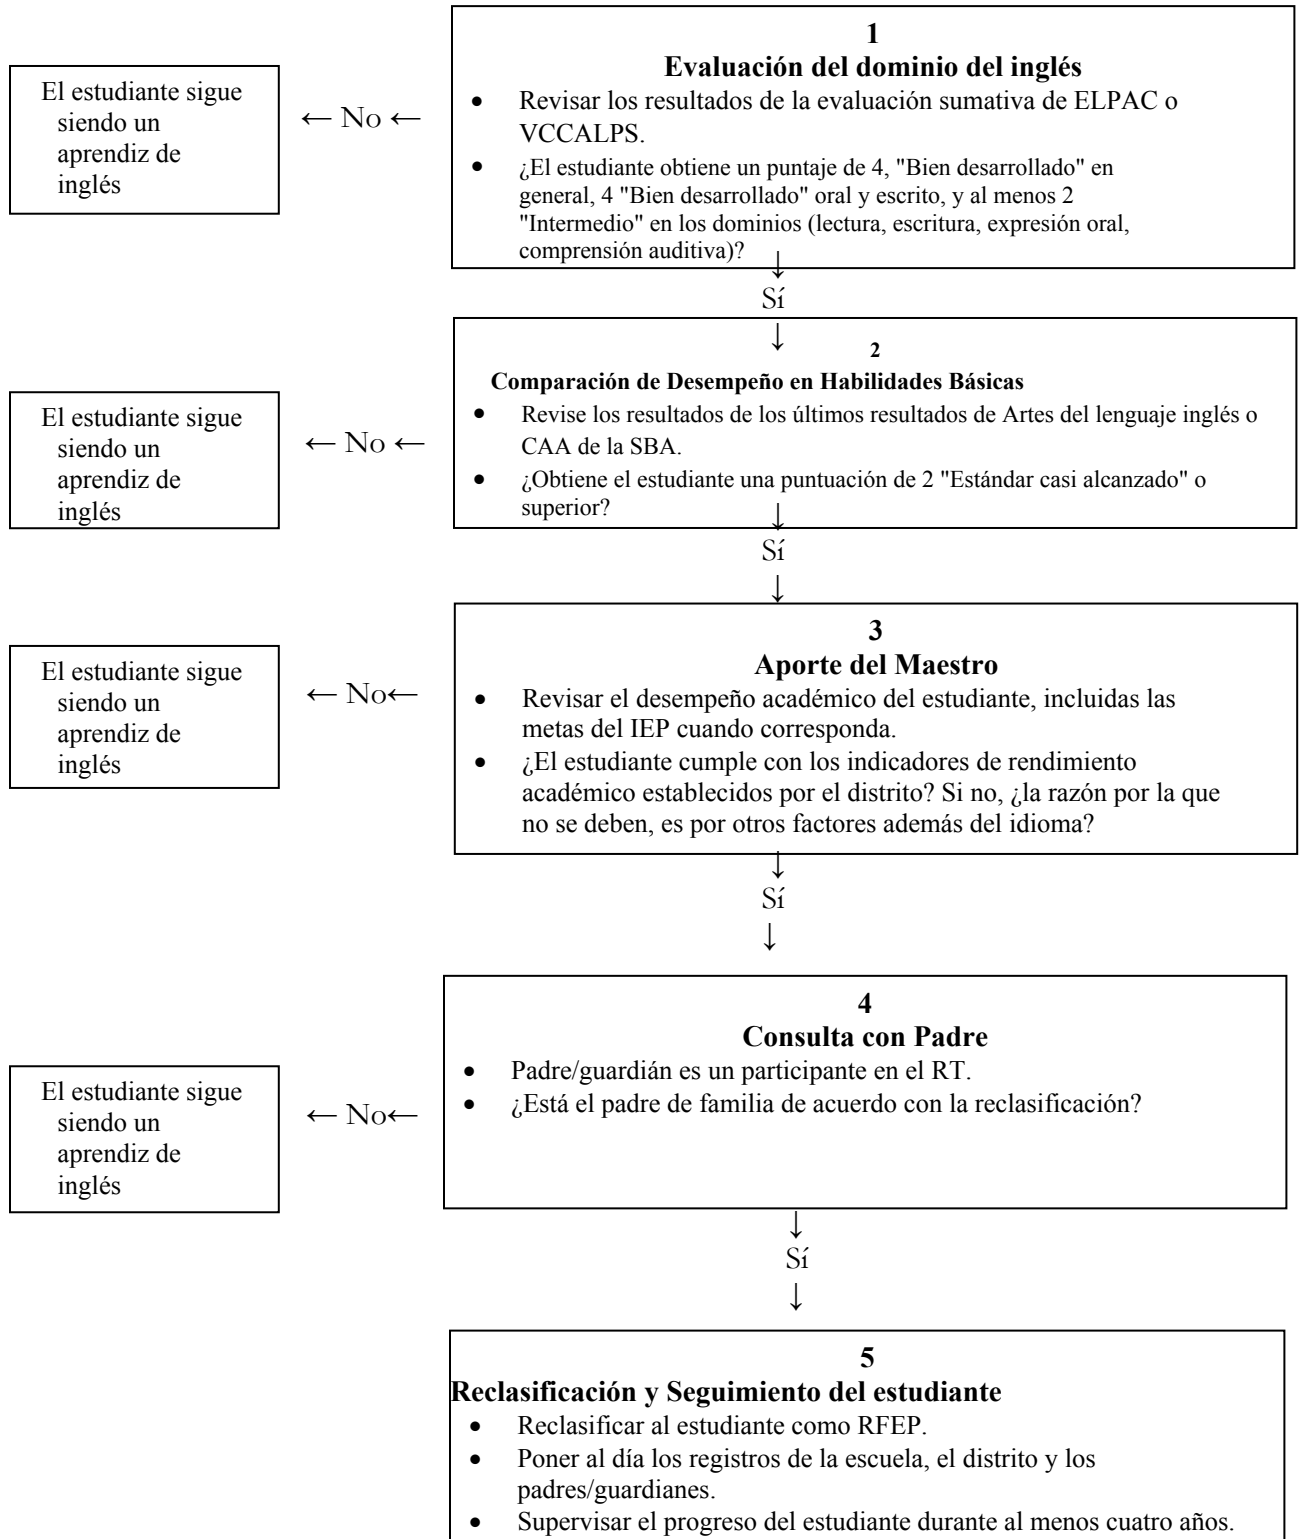 1
Evaluación del dominio del inglés
• Revisar los resultados de la evaluación sumativa de ELPAC o
VCCALPS.
• ¿El estudiante obtiene un puntaje de 4, "Bien desarrollado" en
general, 4 "Bien desarrollado" oral y escrito, y al menos 2
"Intermedio" en los dominios (lectura, escritura, expresión oral,
comprensión auditiva)?
← No ←
El estudiante sigue
siendo un
aprendiz de
inglés
↓
Sí
↓
2
Comparación de Desempeño en Habilidades Básicas
• Revise los resultados de los últimos resultados de Artes del lenguaje inglés o
CAA de la SBA.
• ¿Obtiene el estudiante una puntuación de 2 "Estándar casi alcanzado" o
superior?
← No ←
El estudiante sigue
siendo un
aprendiz de
inglés
↓
Sí
↓
3
Aporte del Maestro
• Revisar el desempeño académico del estudiante, incluidas las
metas del IEP cuando corresponda.
• ¿El estudiante cumple con los indicadores de rendimiento
académico establecidos por el distrito? Si no, ¿la razón por la que
no se deben, es por otros factores además del idioma?
← No←
El estudiante sigue
siendo un
aprendiz de
inglés
↓
Sí
↓
4
Consulta con Padre
• Padre/guardián es un participante en el RT.
• ¿Está el padre de familia de acuerdo con la reclasificación?
← No←
El estudiante sigue
siendo un
aprendiz de
inglés
↓
Sí
↓
5
Reclasificación y Seguimiento del estudiante
• Reclasificar al estudiante como RFEP.
• Poner al día los registros de la escuela, el distrito y los
padres/guardianes.
• Supervisar el progreso del estudiante durante al menos cuatro años.